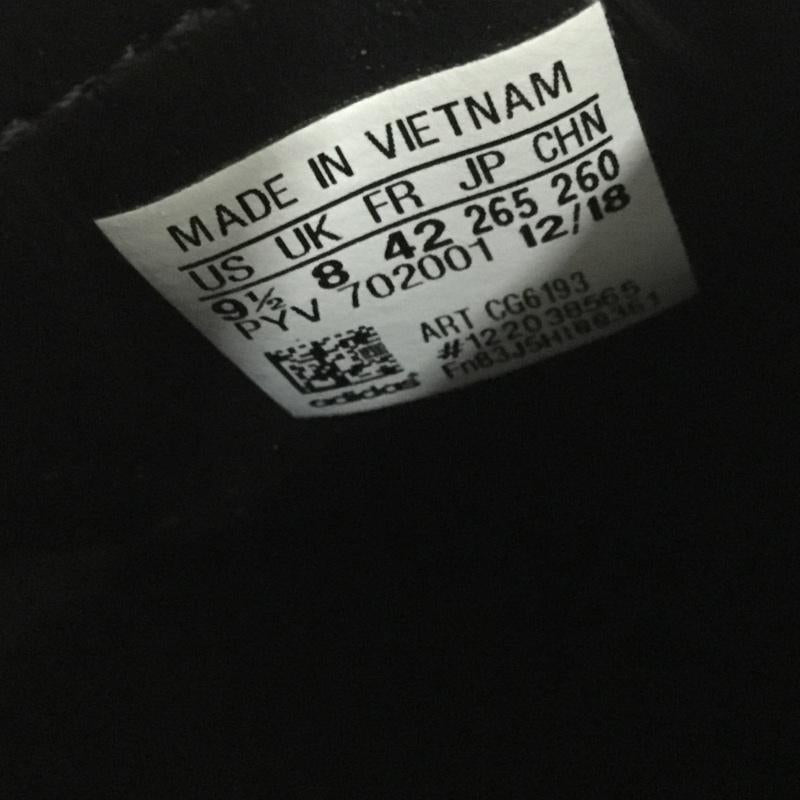 MADE IN VIETNAM
US UK FR JP CHN
9½ 8 42 265 260
PYV 702001 12/18
ART CG6193
#122038565
adidas